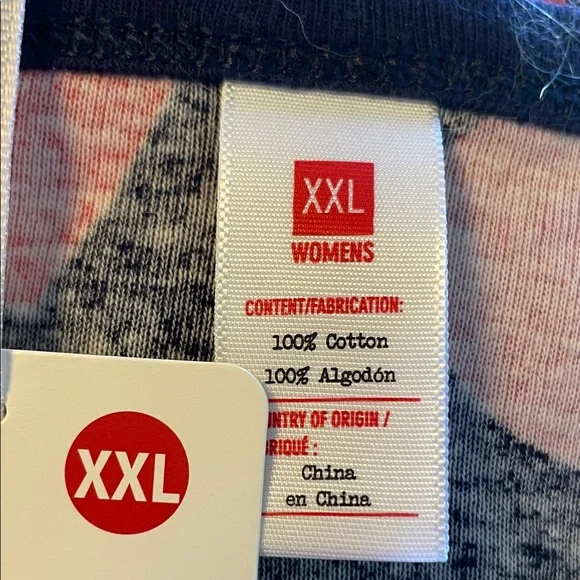 XXL
WOMENS
CONTENT/FABRICATION:
100% Cotton
100% Algodón
OF ORIGIN /
China
en China
XXL